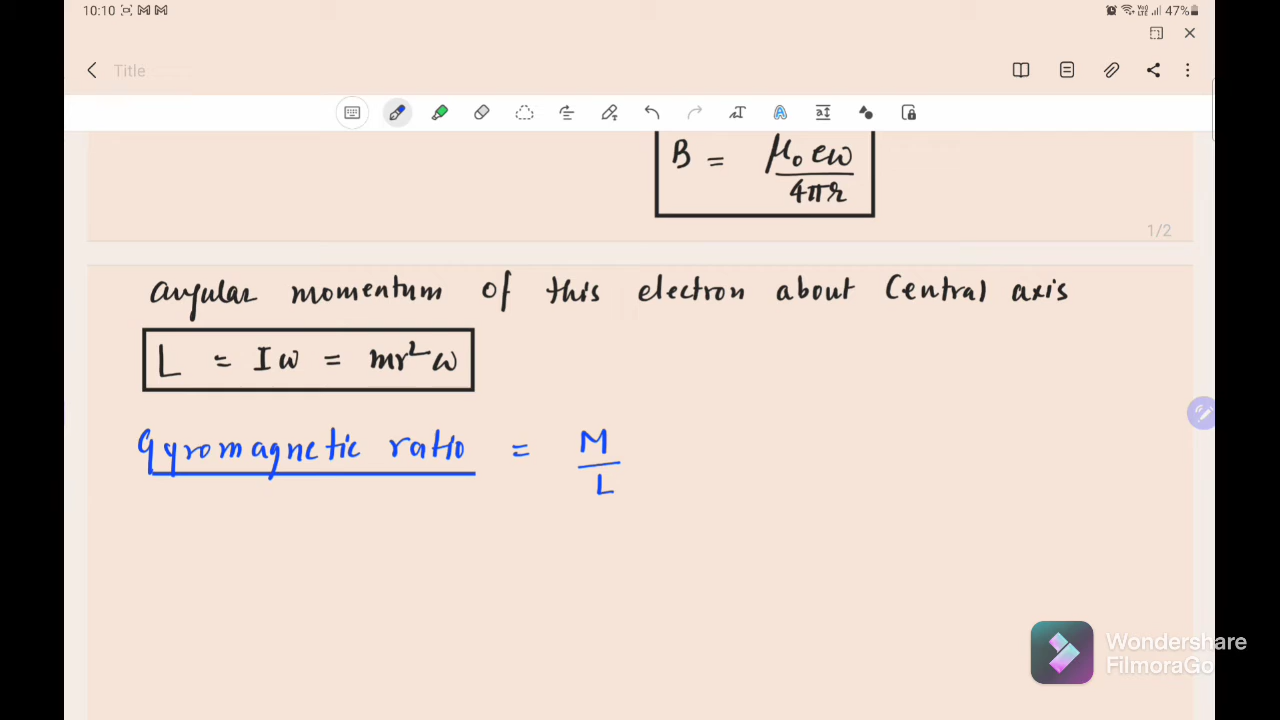 10:10 47%
Title
B = μ₀eω / 4πr
1/2
angular momentum of this electron about Central axis
L = Iω = mr²ω
Gyromagnetic ratio = M / L
Wondershare
FilmoraGo